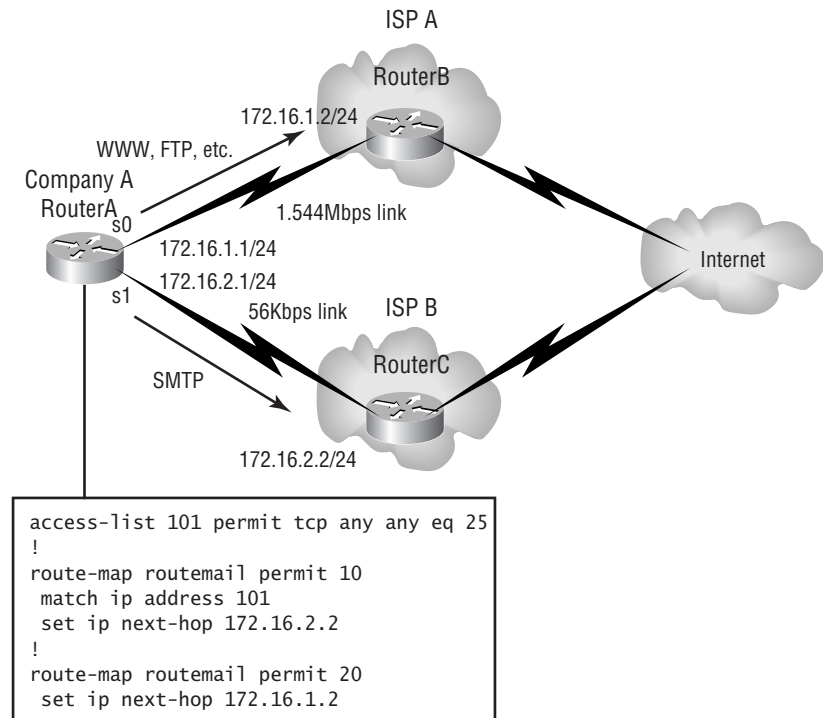 ISP A
RouterB
172.16.1.2/24
WWW, FTP, etc.
Company A
RouterA
s0
1.544Mbps link
172.16.1.1/24
172.16.2.1/24
Internet
s1
56Kbps link
ISP B
RouterC
SMTP
172.16.2.2/24
access-list 101 permit tcp any any eq 25
!
route-map routemail permit 10
match ip address 101
set ip next-hop 172.16.2.2
!
route-map routemail permit 20
set ip next-hop 172.16.1.2